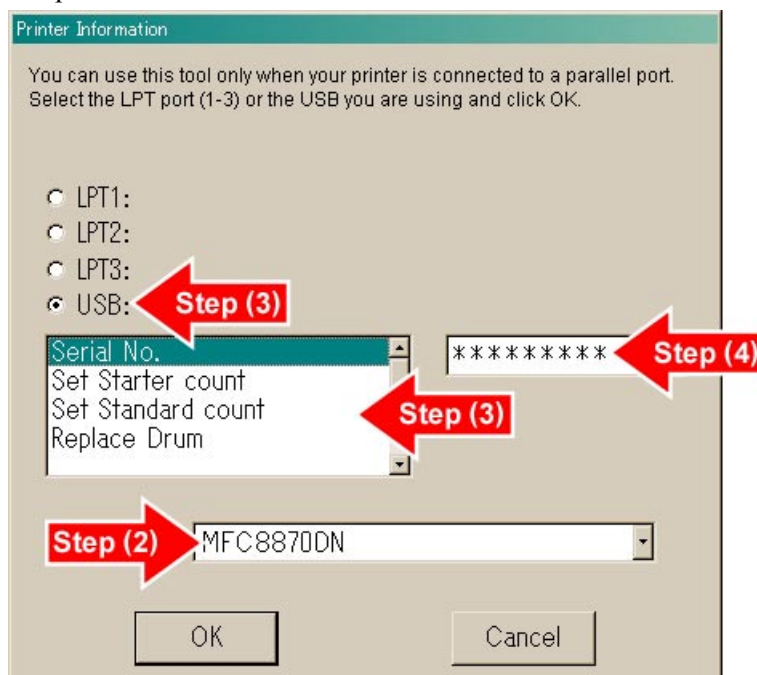 Printer Information
You can use this tool only when your printer is connected to a parallel port.
Select the LPT port (1-3) or the USB you are using and click OK.
LPT1:
LPT2:
LPT3:
USB:
Step (3)
Serial No.
Set Starter count
Set Standard count
Replace Drum
Step (3)
*********
Step (4)
Step (2)
MFC8870DN
OK
Cancel